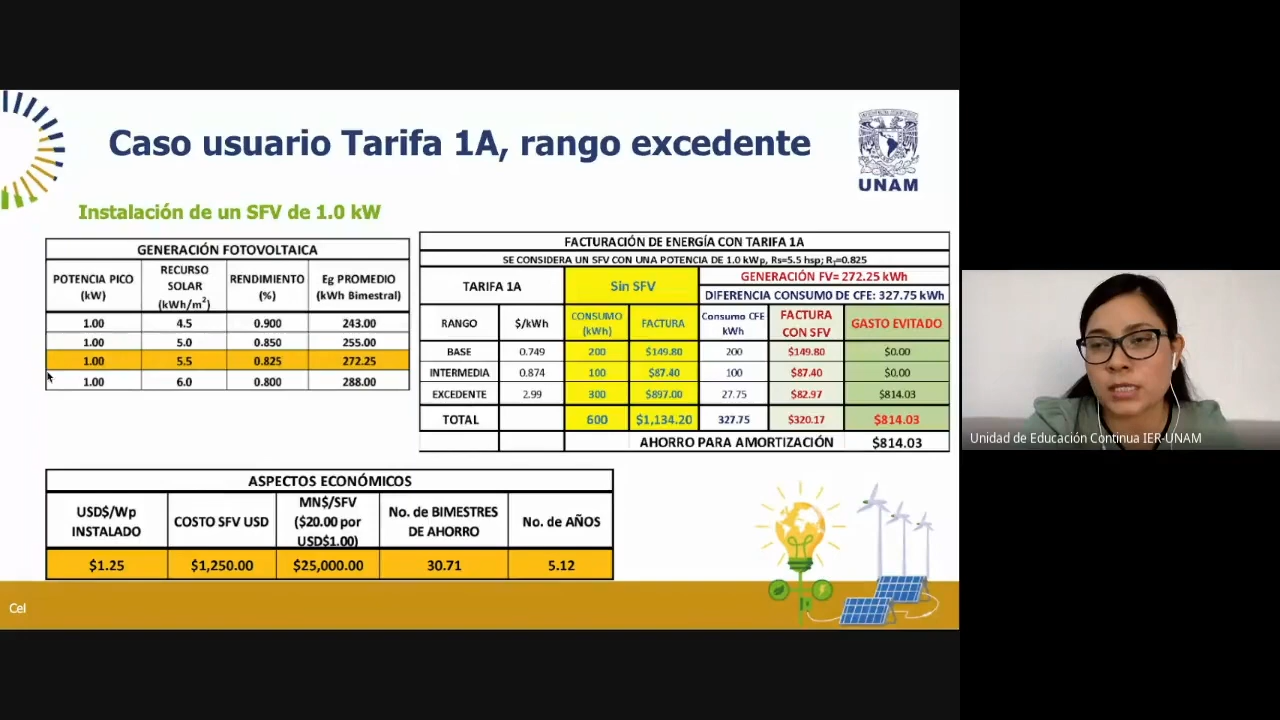 Caso usuario Tarifa 1A, rango excedente
UNAM
Instalación de un SFV de 1.0 kW
GENERACIÓN FOTOVOLTAICA
POTENCIA PICO (kW) RECURSO SOLAR (kWh/m²) RENDIMIENTO (%) Eg PROMEDIO (kWh Bimestral)
1.00 4.5 0.900 243.00
1.00 5.0 0.850 255.00
1.00 5.5 0.825 272.25
1.00 6.0 0.800 288.00
FACTURACIÓN DE ENERGÍA CON TARIFA 1A
SE CONSIDERA UN SFV CON UNA POTENCIA DE 1.0 kWp, Rs=5.5 hsp; RT=0.825
TARIFA 1A Sin SFV GENERACIÓN FV= 272.25 kWh
DIFERENCIA CONSUMO DE CFE: 327.75 kWh
RANGO $/kWh CONSUMO (kWh) FACTURA Consumo CFE kWh FACTURA CON SFV GASTO EVITADO
BASE 0.749 200 $149.80 200 $149.80 $0.00
INTERMEDIA 0.874 100 $87.40 100 $87.40 $0.00
EXCEDENTE 2.99 300 $897.00 27.75 $82.97 $814.03
TOTAL 600 $1,134.20 327.75 $320.17 $814.03
AHORRO PARA AMORTIZACIÓN $814.03
ASPECTOS ECONÓMICOS
USD$/Wp INSTALADO COSTO SFV USD MN$/SFV ($20.00 por USD$1.00) No. de BIMESTRES DE AHORRO No. de AÑOS
$1.25 $1,250.00 $25,000.00 30.71 5.12
Cel
Unidad de Educación Continua IER-UNAM